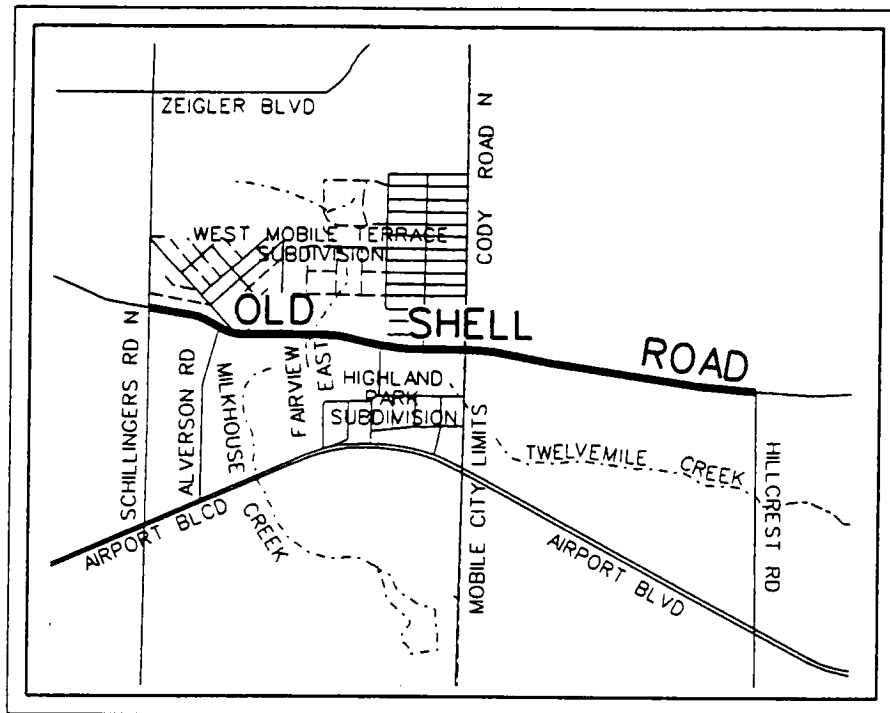 ZEIGLER BLVD
CODY ROAD N
WEST MOBILE TERRACE
SUBDIVISION
OLD SHELL ROAD
SCHILLINGERS RD N
ALVERSON RD
MILKHOUSE CREEK
FAIRVIEW EAST
HIGHLAND
PARK
SUBDIVISION
MOBILE CITY LIMITS
TWELVEMILE CREEK
HILLCREST RD
AIRPORT BLCD
AIRPORT BLVD